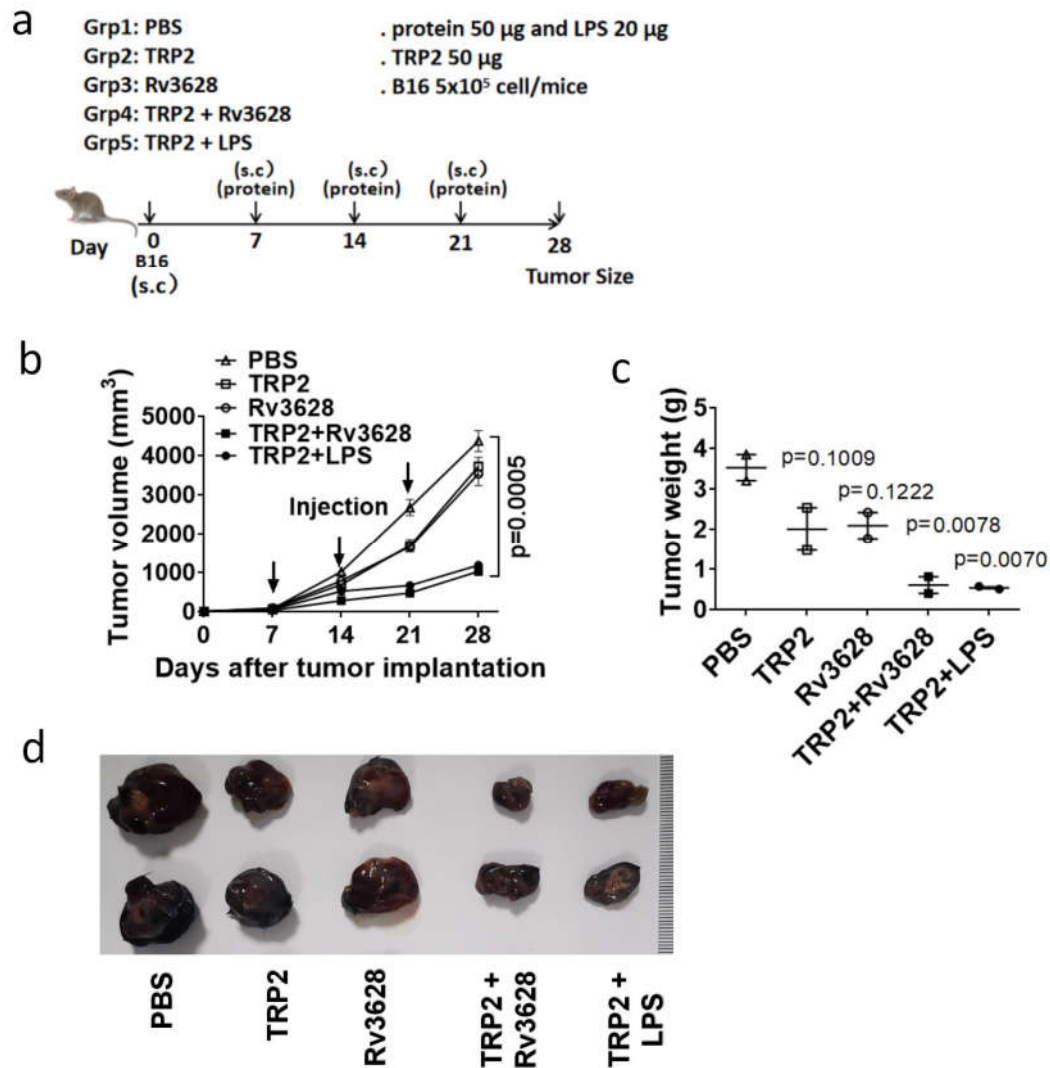 a
Grp1: PBS
Grp2: TRP2
Grp3: Rv3628
Grp4: TRP2 + Rv3628
Grp5: TRP2 + LPS
. protein 50 µg and LPS 20 µg
. TRP2 50 µg
. B16 5x10⁵ cell/mice
(s.c) (s.c) (s.c)
(protein) (protein) (protein)
Day 0 7 14 21 28
B16
(s.c)
Tumor Size
b
PBS
TRP2
Rv3628
TRP2+Rv3628
TRP2+LPS
Tumor volume (mm³)
5000
4000
3000
2000
1000
0
Injection
p=0.0005
0 7 14 21 28
Days after tumor implantation
c
Tumor weight (g)
5
4
3
2
1
0
p=0.1009
p=0.1222
p=0.0078
p=0.0070
PBS
TRP2
Rv3628
TRP2+Rv3628
TRP2+LPS
d
PBS
TRP2
Rv3628
TRP2 +
Rv3628
TRP2 +
LPS